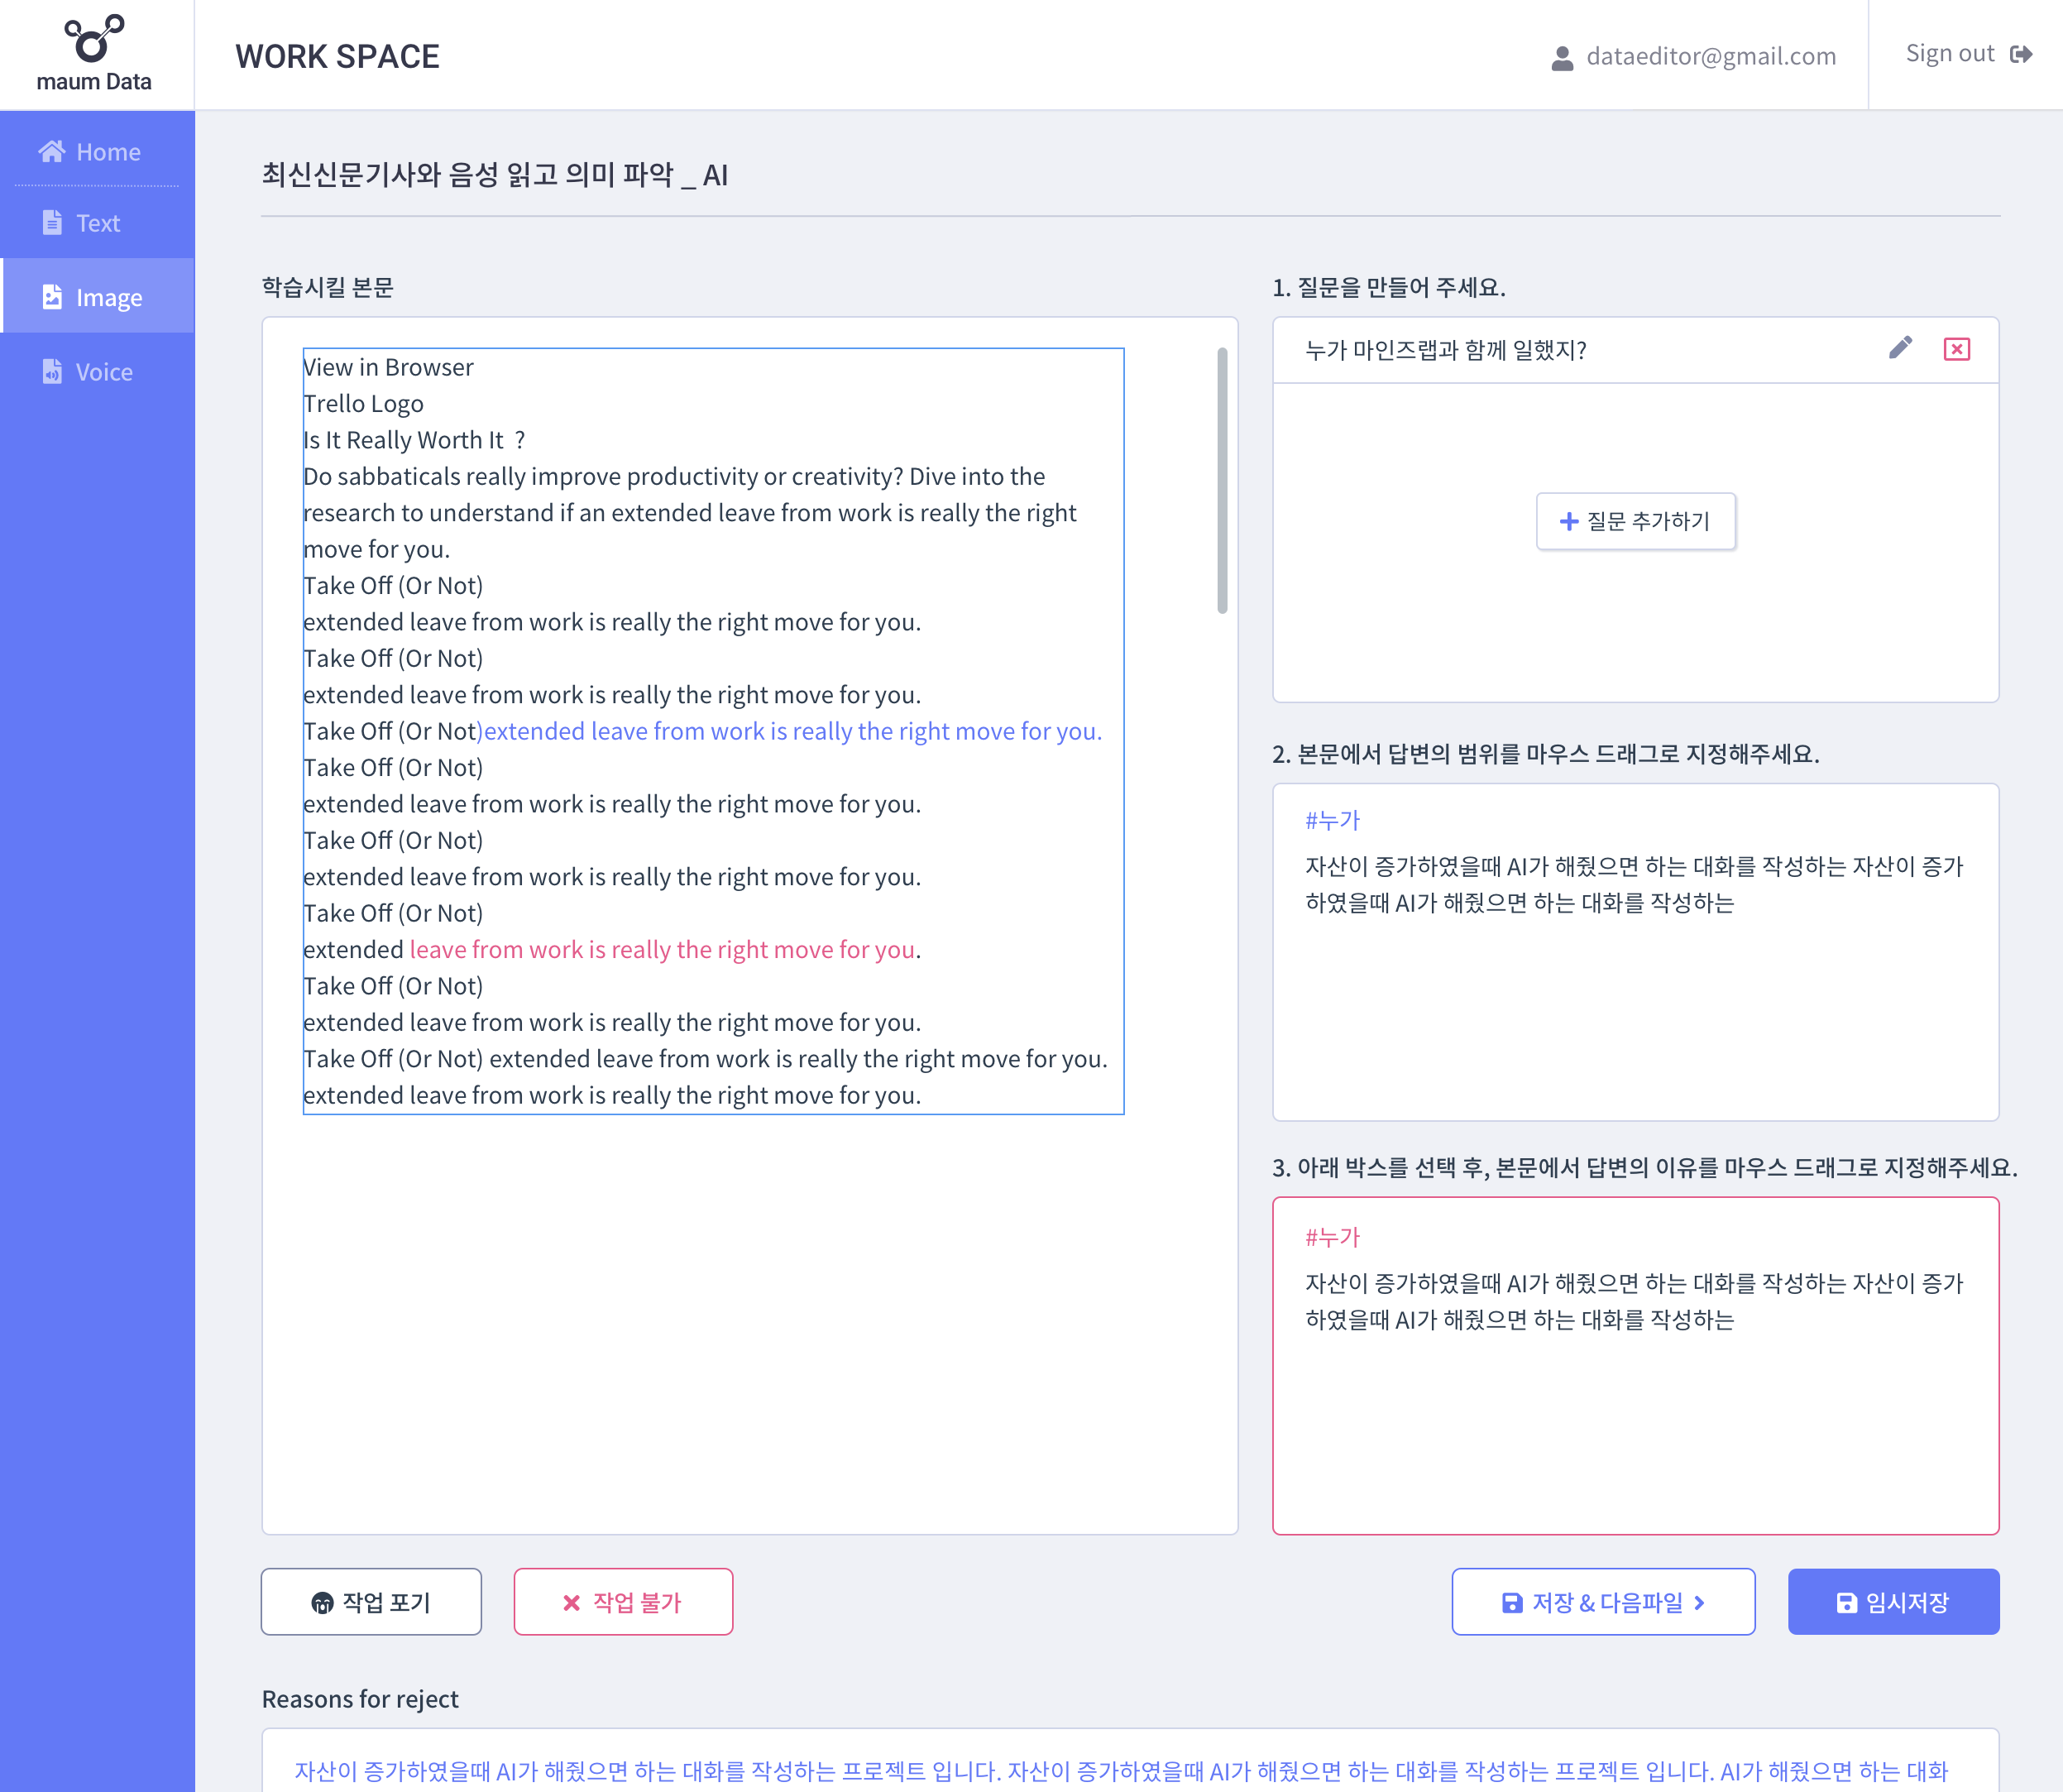 maum Data
WORK SPACE
dataeditor@gmail.com
Sign out
Home
Text
Image
Voice
최신신문기사와 음성 읽고 의미 파악 _ AI
학습시킬 본문
View in Browser
Trello Logo
Is It Really Worth It  ?
Do sabbaticals really improve productivity or creativity? Dive into the
research to understand if an extended leave from work is really the right
move for you.
Take Off (Or Not)
extended leave from work is really the right move for you.
Take Off (Or Not)
extended leave from work is really the right move for you.
Take Off (Or Not)extended leave from work is really the right move for you.
Take Off (Or Not)
extended leave from work is really the right move for you.
Take Off (Or Not)
extended leave from work is really the right move for you.
Take Off (Or Not)
extended leave from work is really the right move for you.
Take Off (Or Not)
extended leave from work is really the right move for you.
Take Off (Or Not) extended leave from work is really the right move for you.
extended leave from work is really the right move for you.
1. 질문을 만들어 주세요.
누가 마인즈랩과 함께 일했지?
질문 추가하기
2. 본문에서 답변의 범위를 마우스 드래그로 지정해주세요.
#누가
자산이 증가하였을때 AI가 해줬으면 하는 대화를 작성하는 자산이 증가
하였을때 AI가 해줬으면 하는 대화를 작성하는
3. 아래 박스를 선택 후, 본문에서 답변의 이유를 마우스 드래그로 지정해주세요.
#누가
자산이 증가하였을때 AI가 해줬으면 하는 대화를 작성하는 자산이 증가
하였을때 AI가 해줬으면 하는 대화를 작성하는
작업 포기
작업 불가
저장 & 다음파일
임시저장
Reasons for reject
자산이 증가하였을때 AI가 해줬으면 하는 대화를 작성하는 프로젝트 입니다. 자산이 증가하였을때 AI가 해줬으면 하는 대화를 작성하는 프로젝트 입니다. AI가 해줬으면 하는 대화